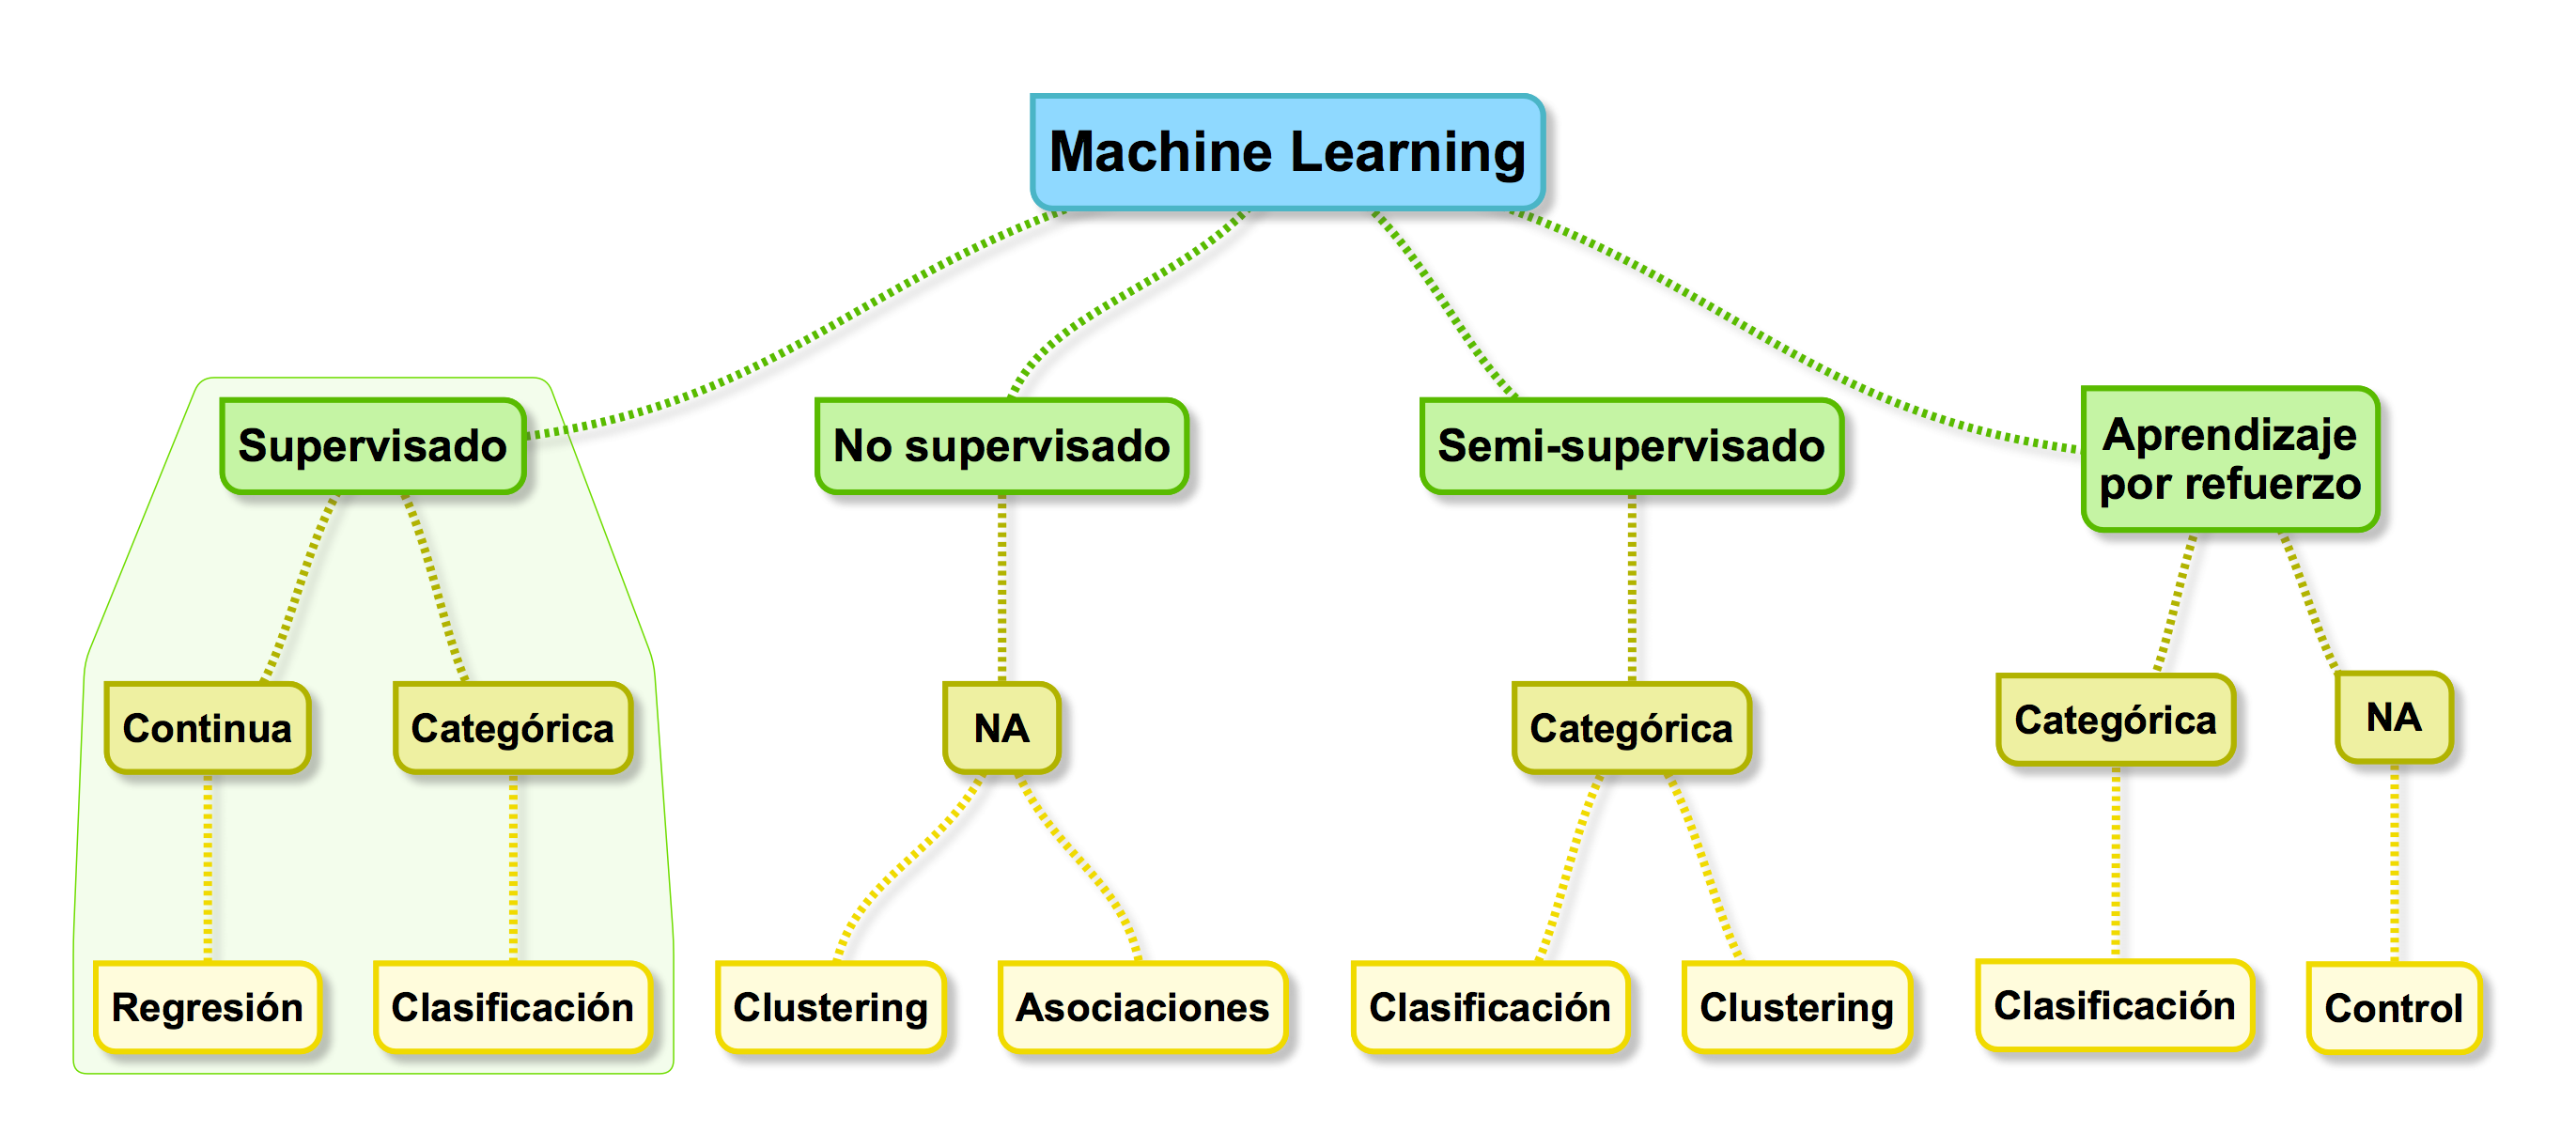 Machine Learning
Supervisado
No supervisado
Semi-supervisado
Aprendizaje
por refuerzo
Continua
Categórica
NA
Categórica
Categórica
NA
Regresión
Clasificación
Clustering
Asociaciones
Clasificación
Clustering
Clasificación
Control